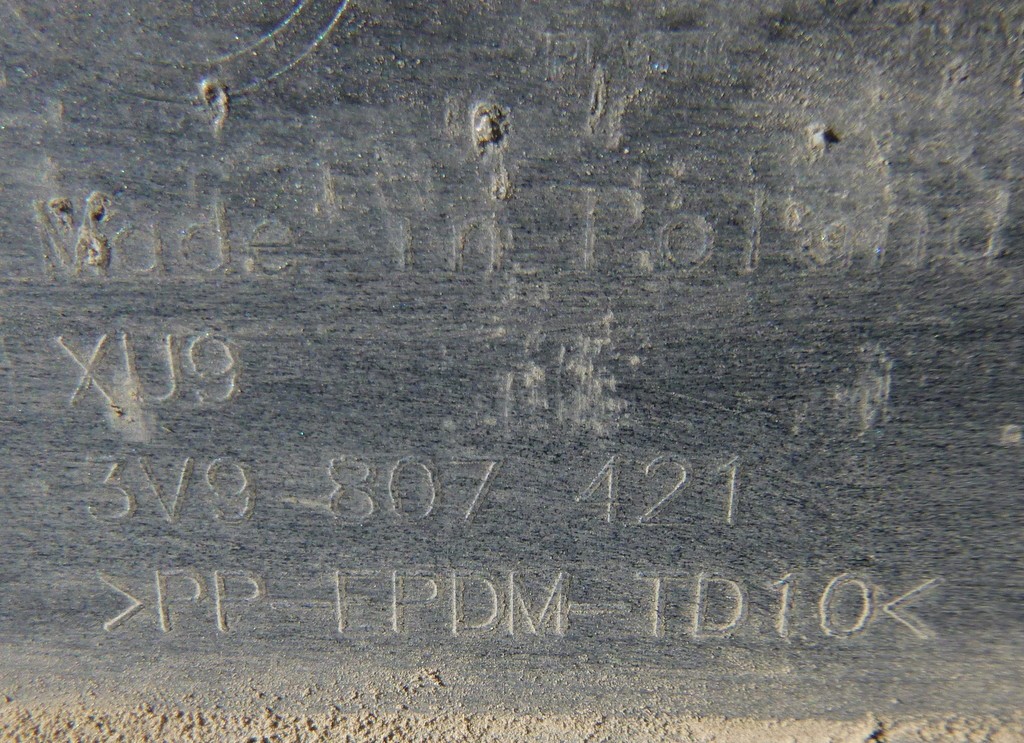 Made in Poland
XU9
3V9 807 421
>PP EPDM-TD10<